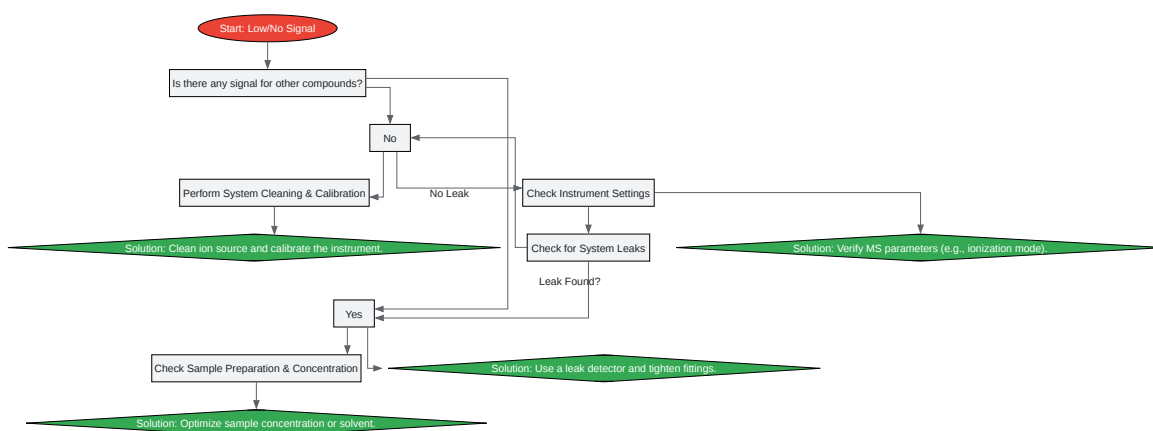 Start: Low/No Signal
Is there any signal for other compounds?
No
Perform System Cleaning & Calibration
No Leak
Check Instrument Settings
Solution: Clean ion source and calibrate the instrument.
Check for System Leaks
Solution: Verify MS parameters (e.g., ionization mode).
Leak Found?
Yes
Check Sample Preparation & Concentration
Solution: Use a leak detector and tighten fittings.
Solution: Optimize sample concentration or solvent.